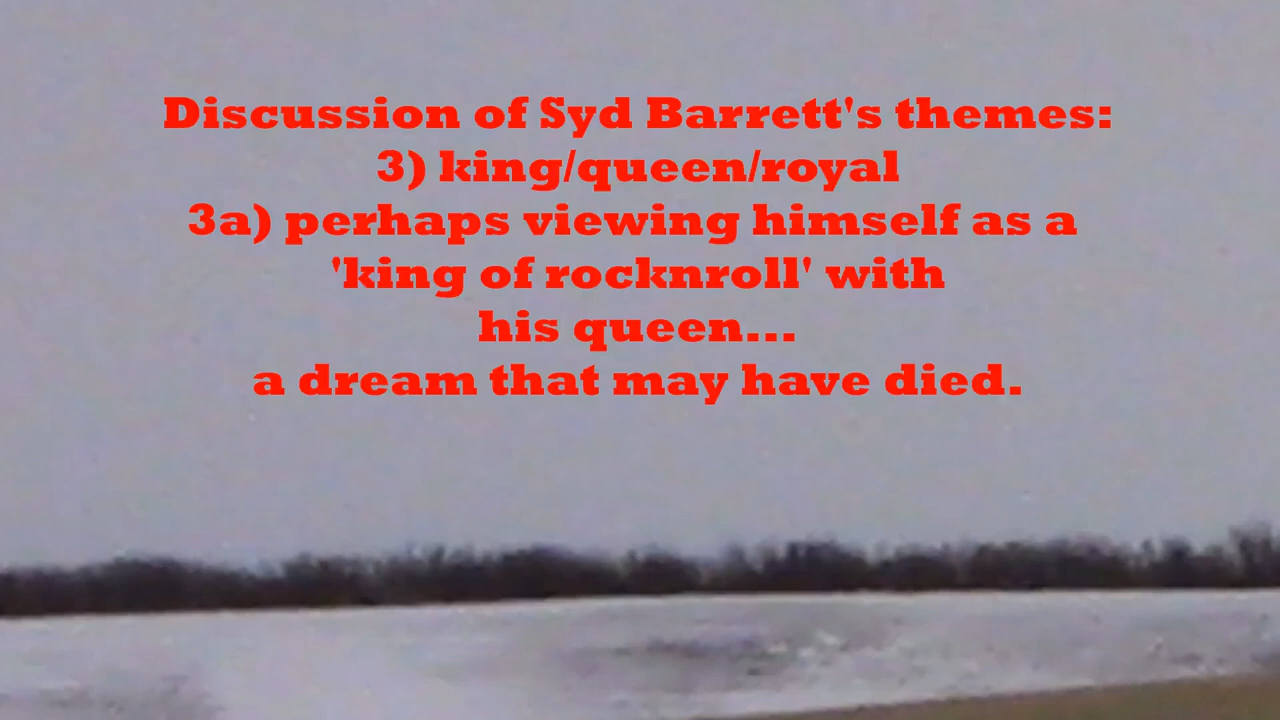 Discussion of Syd Barrett's themes:
3) king/queen/royal
3a) perhaps viewing himself as a
'king of rocknroll' with
his queen...
a dream that may have died.